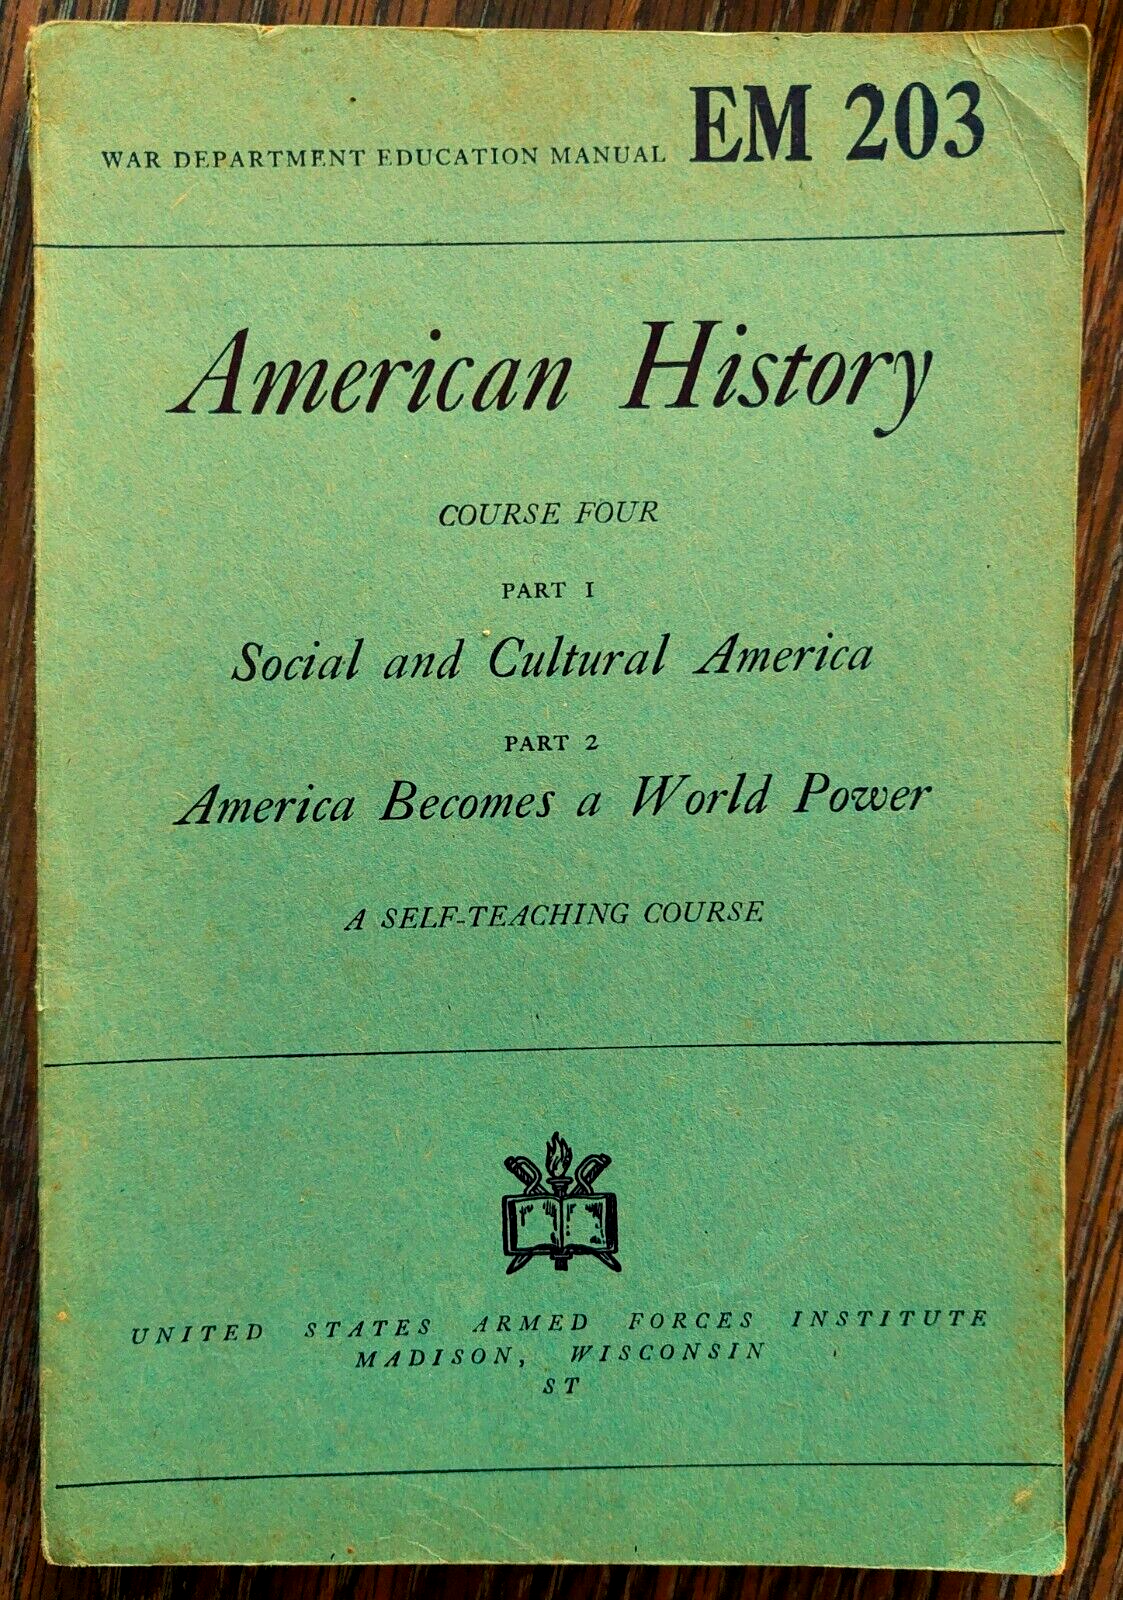 WAR DEPARTMENT EDUCATION MANUAL EM 203
American History
COURSE FOUR
PART 1
Social and Cultural America
PART 2
America Becomes a World Power
A SELF-TEACHING COURSE
UNITED STATES ARMED FORCES INSTITUTE
MADISON, WISCONSIN
ST